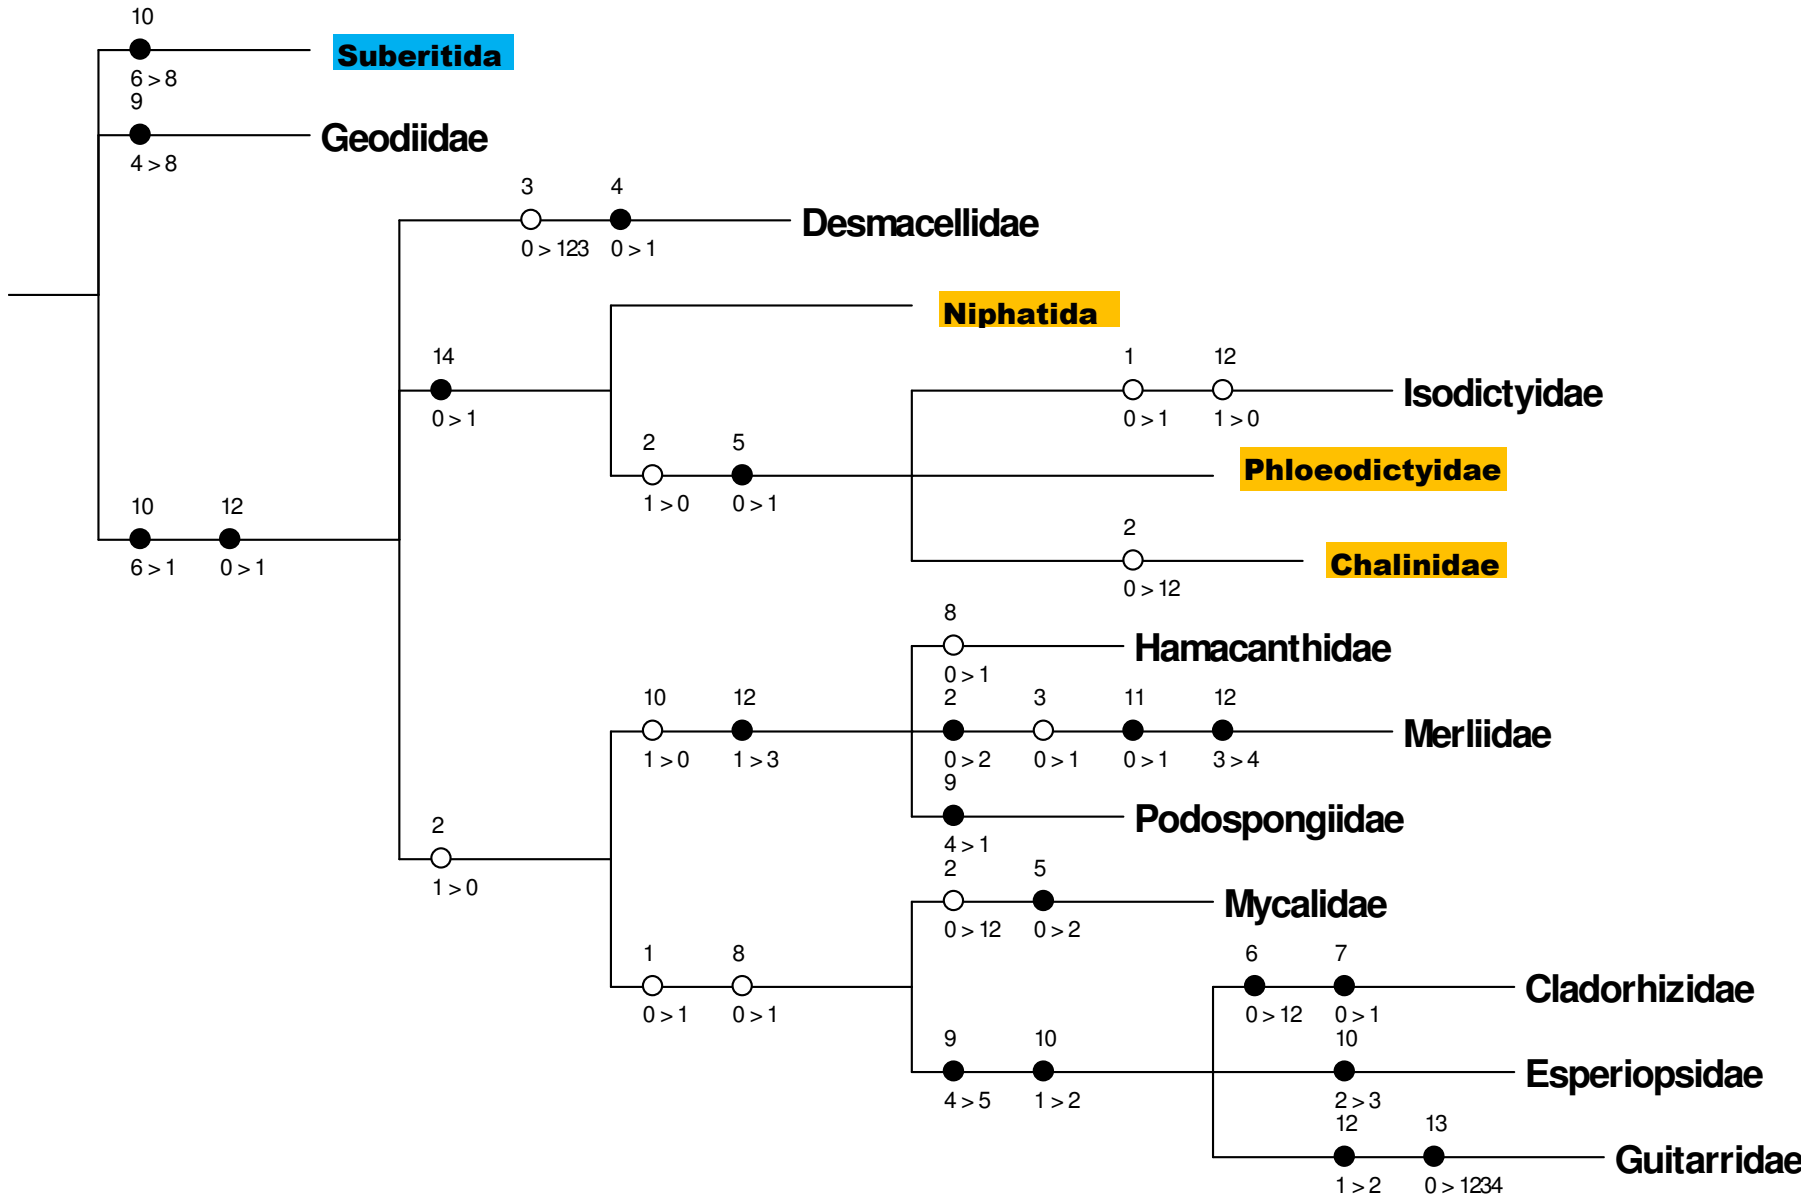 10
Suberitida
6 > 8
9
Geodiidae
4 > 8
3 4
Desmacellidae
0 > 123 0 > 1
Niphatida
14
0 > 1
1 12
Isodictyidae
0 > 1 1 > 0
2 5
Phloeodictyidae
1 > 0 0 > 1
10 12
6 > 1 0 > 1
2
Chalinidae
0 > 12
8
Hamacanthidae
0 > 1
10 12
1 > 0 1 > 3
2 3 11 12
Merliidae
0 > 2 0 > 1 0 > 1 3 > 4
9
Podospongiidae
4 > 1
2
1 > 0
2 5
Mycalidae
0 > 12 0 > 2
1 8
0 > 1 0 > 1
6 7
Cladorhizidae
0 > 12 0 > 1
9 10
4 > 5 1 > 2
10
Esperiopsidae
2 > 3
12 13
Guitarridae
1 > 2 0 > 1234